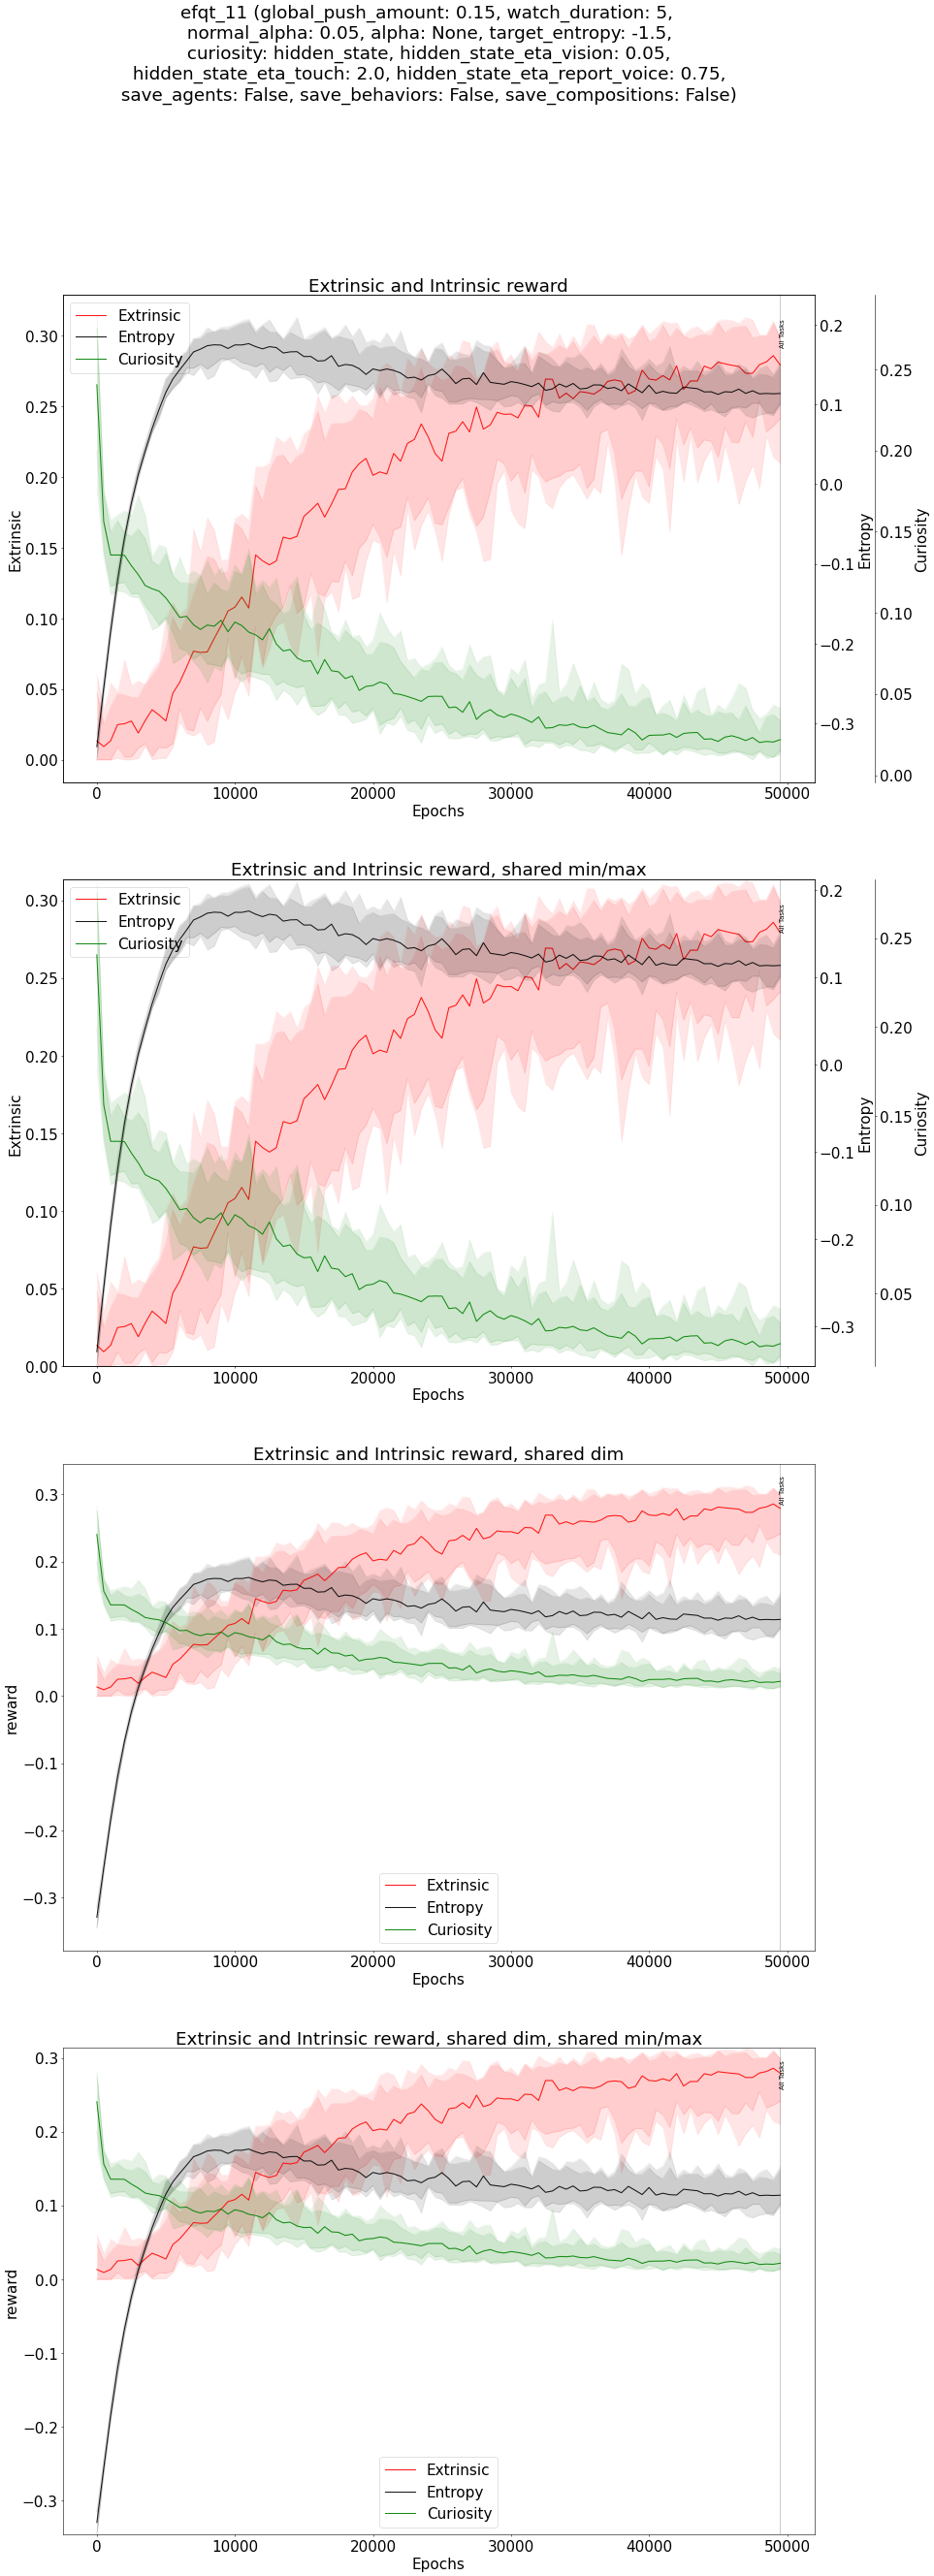 efqt_11 (global_push_amount: 0.15, watch_duration: 5,
normal_alpha: 0.05, alpha: None, target_entropy: -1.5,
curiosity: hidden_state, hidden_state_eta_vision: 0.05,
hidden_state_eta_touch: 2.0, hidden_state_eta_report_voice: 0.75,
save_agents: False, save_behaviors: False, save_compositions: False)
Extrinsic and Intrinsic reward
Extrinsic
Entropy
Curiosity
All Tasks
0.30
0.25
0.20
0.15
0.10
0.05
0.00
Extrinsic
0.2
0.1
0.0
−0.1
−0.2
−0.3
Entropy
0.25
0.20
0.15
0.10
0.05
0.00
Curiosity
0 10000 20000 30000 40000 50000
Epochs
Extrinsic and Intrinsic reward, shared min/max
Extrinsic
Entropy
Curiosity
All Tasks
0.30
0.25
0.20
0.15
0.10
0.05
0.00
Extrinsic
0.2
0.1
0.0
−0.1
−0.2
−0.3
Entropy
0.25
0.20
0.15
0.10
0.05
Curiosity
0 10000 20000 30000 40000 50000
Epochs
Extrinsic and Intrinsic reward, shared dim
All Tasks
0.3
0.2
0.1
0.0
−0.1
−0.2
−0.3
reward
Extrinsic
Entropy
Curiosity
0 10000 20000 30000 40000 50000
Epochs
Extrinsic and Intrinsic reward, shared dim, shared min/max
All Tasks
0.3
0.2
0.1
0.0
−0.1
−0.2
−0.3
reward
Extrinsic
Entropy
Curiosity
0 10000 20000 30000 40000 50000
Epochs